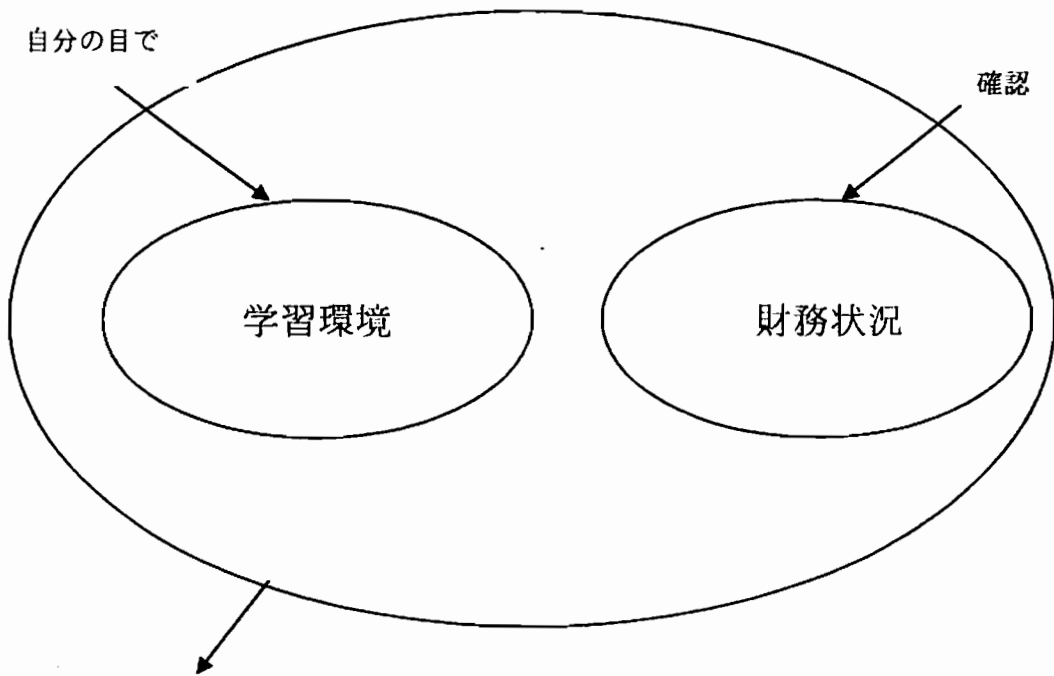 自分の目で
確認
学習環境
財務状況